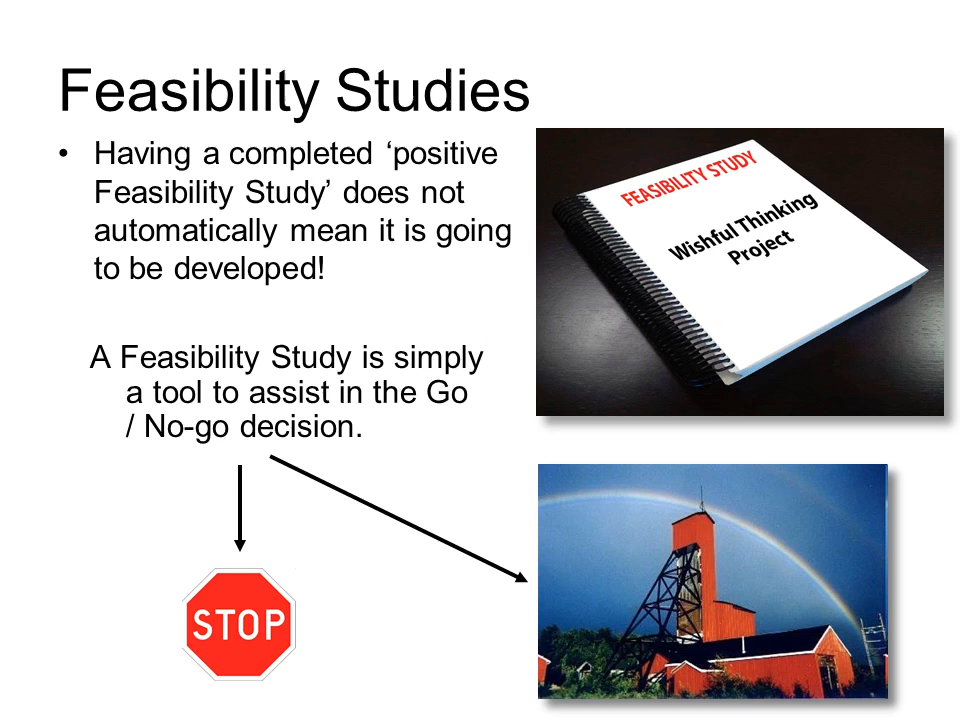 Feasibility Studies
• Having a completed ‘positive
Feasibility Study’ does not
automatically mean it is going
to be developed!
A Feasibility Study is simply
a tool to assist in the Go
/ No-go decision.
FEASIBILITY STUDY
Wishful Thinking
Project
STOP